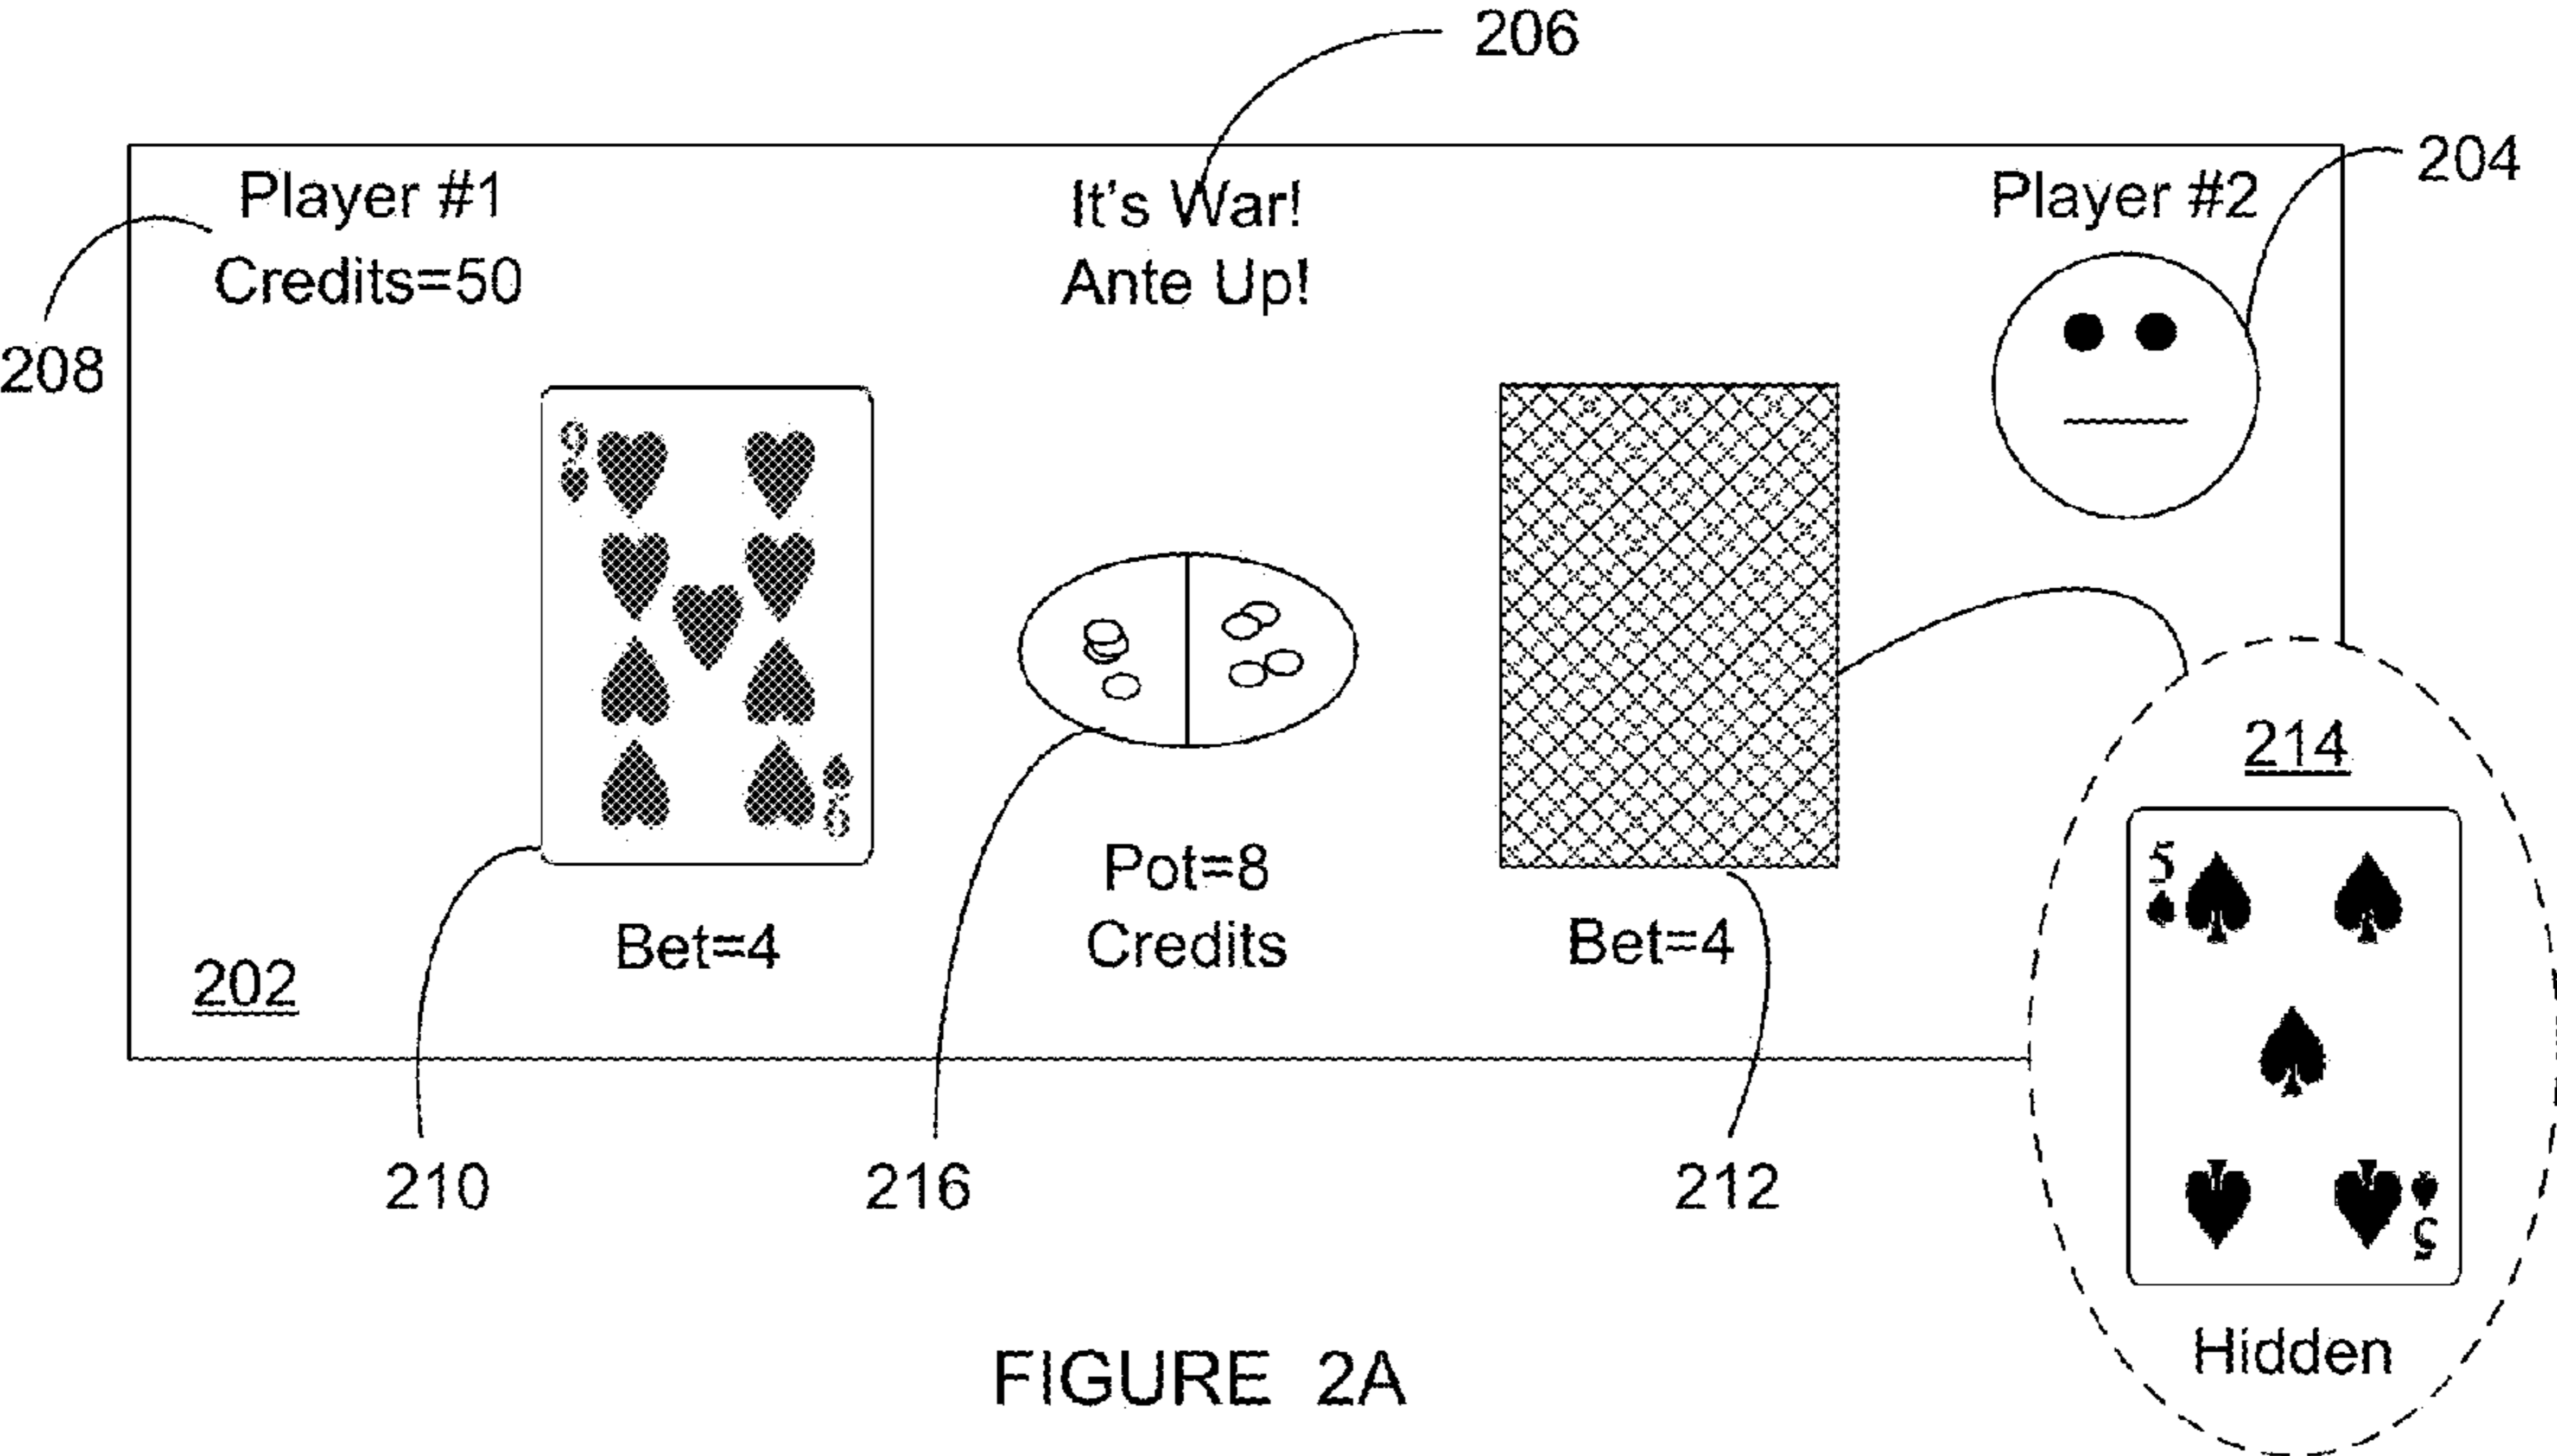 206
204
Player #1
Credits=50
It's War!
Ante Up!
Player #2
208
9
9
214
5
5
Hidden
Pot=8
Credits
Bet=4
Bet=4
202
210
216
212
FIGURE 2A